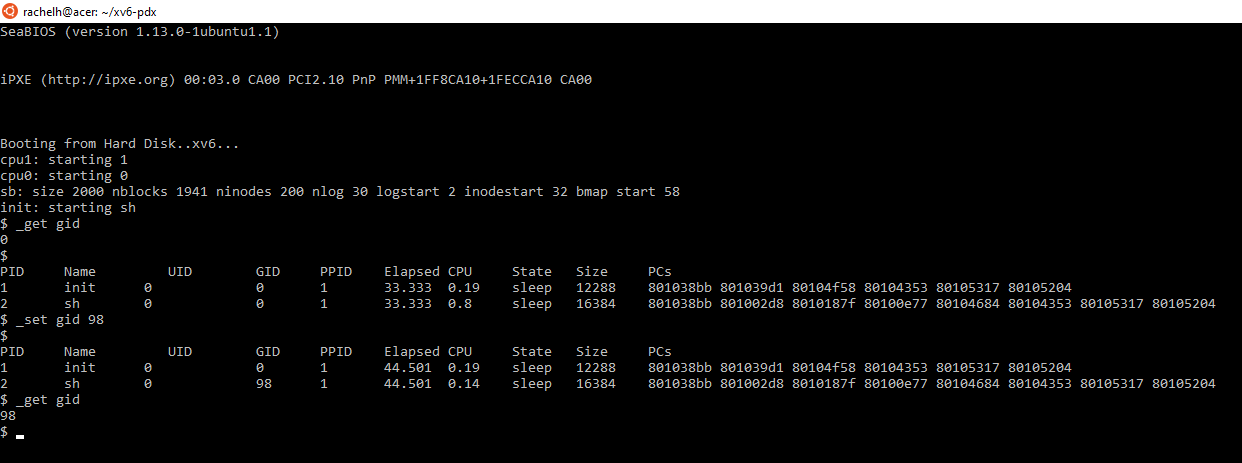 rachelh@acer: ~/xv6-pdx
SeaBIOS (version 1.13.0-1ubuntu1.1)
iPXE (http://ipxe.org) 00:03.0 CA00 PCI2.10 PnP PMM+1FF8CA10+1FECCA10 CA00
Booting from Hard Disk..xv6...
cpu1: starting 1
cpu0: starting 0
sb: size 2000 nblocks 1941 ninodes 200 nlog 30 logstart 2 inodestart 32 bmap start 58
init: starting sh
$ _get gid
0
$
PID Name UID GID PPID Elapsed CPU State Size PCs
1 init 0 0 1 33.333 0.19 sleep 12288 801038bb 801039d1 80104f58 80104353 80105317 80105204
2 sh 0 0 1 33.333 0.8 sleep 16384 801038bb 801002d8 8010187f 80100e77 80104684 80104353 80105317 80105204
$ _set gid 98
$
PID Name UID GID PPID Elapsed CPU State Size PCs
1 init 0 0 1 44.501 0.19 sleep 12288 801038bb 801039d1 80104f58 80104353 80105317 80105204
2 sh 0 98 1 44.501 0.14 sleep 16384 801038bb 801002d8 8010187f 80100e77 80104684 80104353 80105317 80105204
$ _get gid
98
$